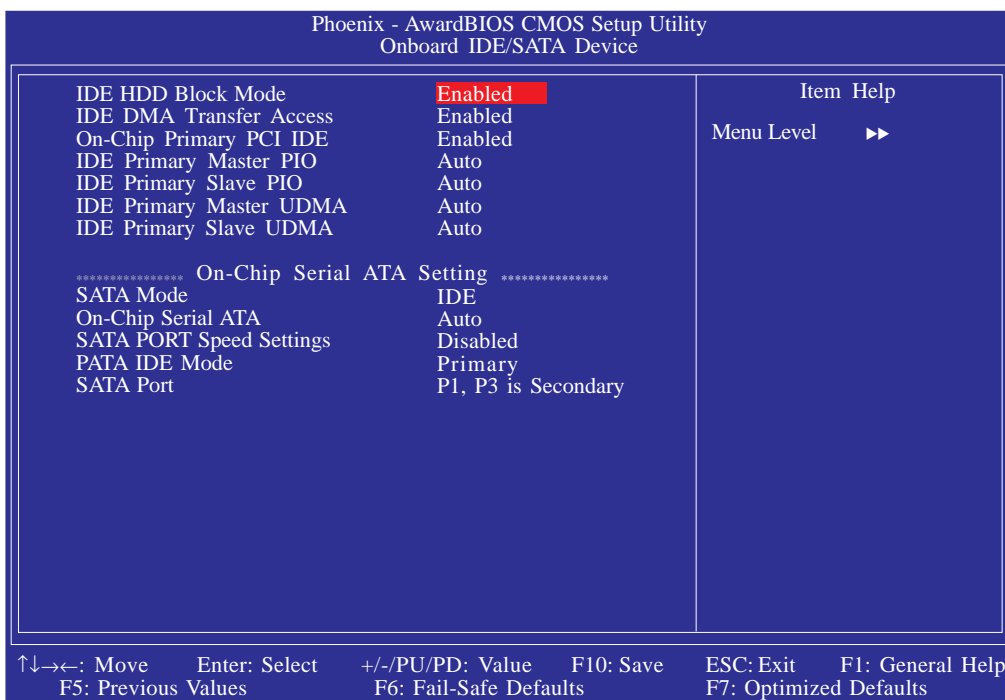 Phoenix - AwardBIOS CMOS Setup Utility
Onboard IDE/SATA Device
IDE HDD Block Mode Enabled
IDE DMA Transfer Access Enabled
On-Chip Primary PCI IDE Enabled
IDE Primary Master PIO Auto
IDE Primary Slave PIO Auto
IDE Primary Master UDMA Auto
IDE Primary Slave UDMA Auto
**************** On-Chip Serial ATA Setting ****************
SATA Mode IDE
On-Chip Serial ATA Auto
SATA PORT Speed Settings Disabled
PATA IDE Mode Primary
SATA Port P1, P3 is Secondary
Item Help
Menu Level ▶▶
↑↓→←: Move Enter: Select +/-/PU/PD: Value F10: Save ESC: Exit F1: General Help
F5: Previous Values F6: Fail-Safe Defaults F7: Optimized Defaults